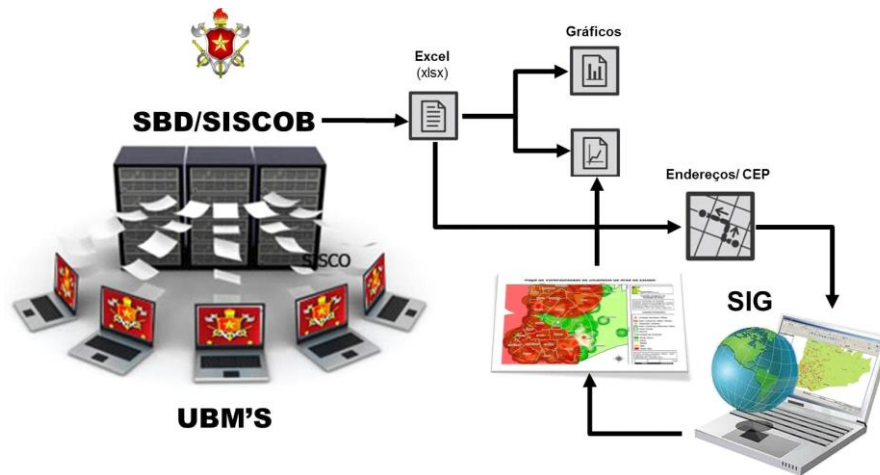 Gráficos
Excel
(xlsx)
SBD/SISCOB
Endereços/ CEP
SISCO
SIG
UBM'S